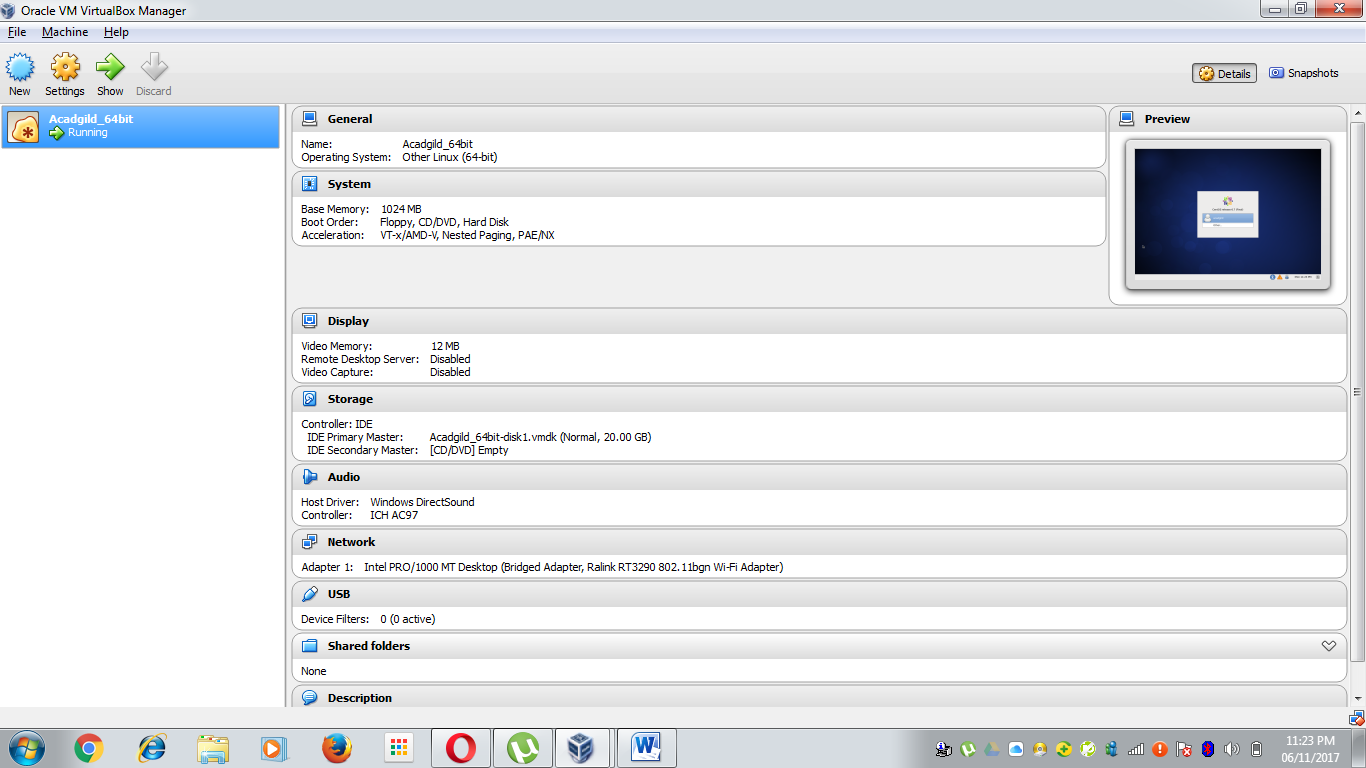 Oracle VM VirtualBox Manager
File Machine Help
New Settings Show Discard
Details Snapshots
Acadgild_64bit
Running
General
Name: Acadgild_64bit
Operating System: Other Linux (64-bit)
System
Base Memory: 1024 MB
Boot Order: Floppy, CD/DVD, Hard Disk
Acceleration: VT-x/AMD-V, Nested Paging, PAE/NX
Preview
Display
Video Memory: 12 MB
Remote Desktop Server: Disabled
Video Capture: Disabled
Storage
Controller: IDE
IDE Primary Master: Acadgild_64bit-disk1.vmdk (Normal, 20.00 GB)
IDE Secondary Master: [CD/DVD] Empty
Audio
Host Driver: Windows DirectSound
Controller: ICH AC97
Network
Adapter 1: Intel PRO/1000 MT Desktop (Bridged Adapter, Ralink RT3290 802.11bgn Wi-Fi Adapter)
USB
Device Filters: 0 (0 active)
Shared folders
None
Description
11:23 PM
06/11/2017